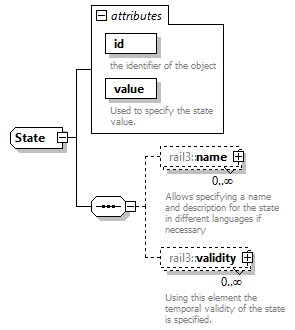 attributes
id
the identifier of the object
value
Used to specify the state
value.
State
rail3::name
0..∞
Allows specifying a name
and description for the state
in different languages if
necessary
rail3::validity
0..∞
Using this element the
temporal validity of the state
is specified.